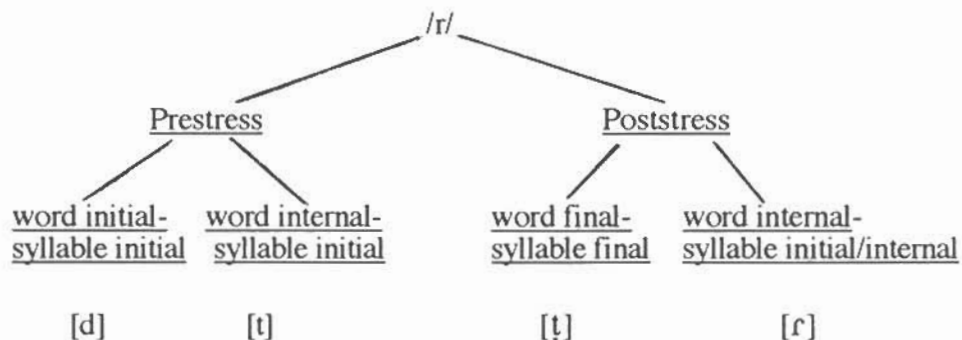 /r/
Prestress Poststress
word initial- word internal- word final- word internal-
syllable initial syllable initial syllable final syllable initial/internal
[d] [t] [ṭ] [ɾ]